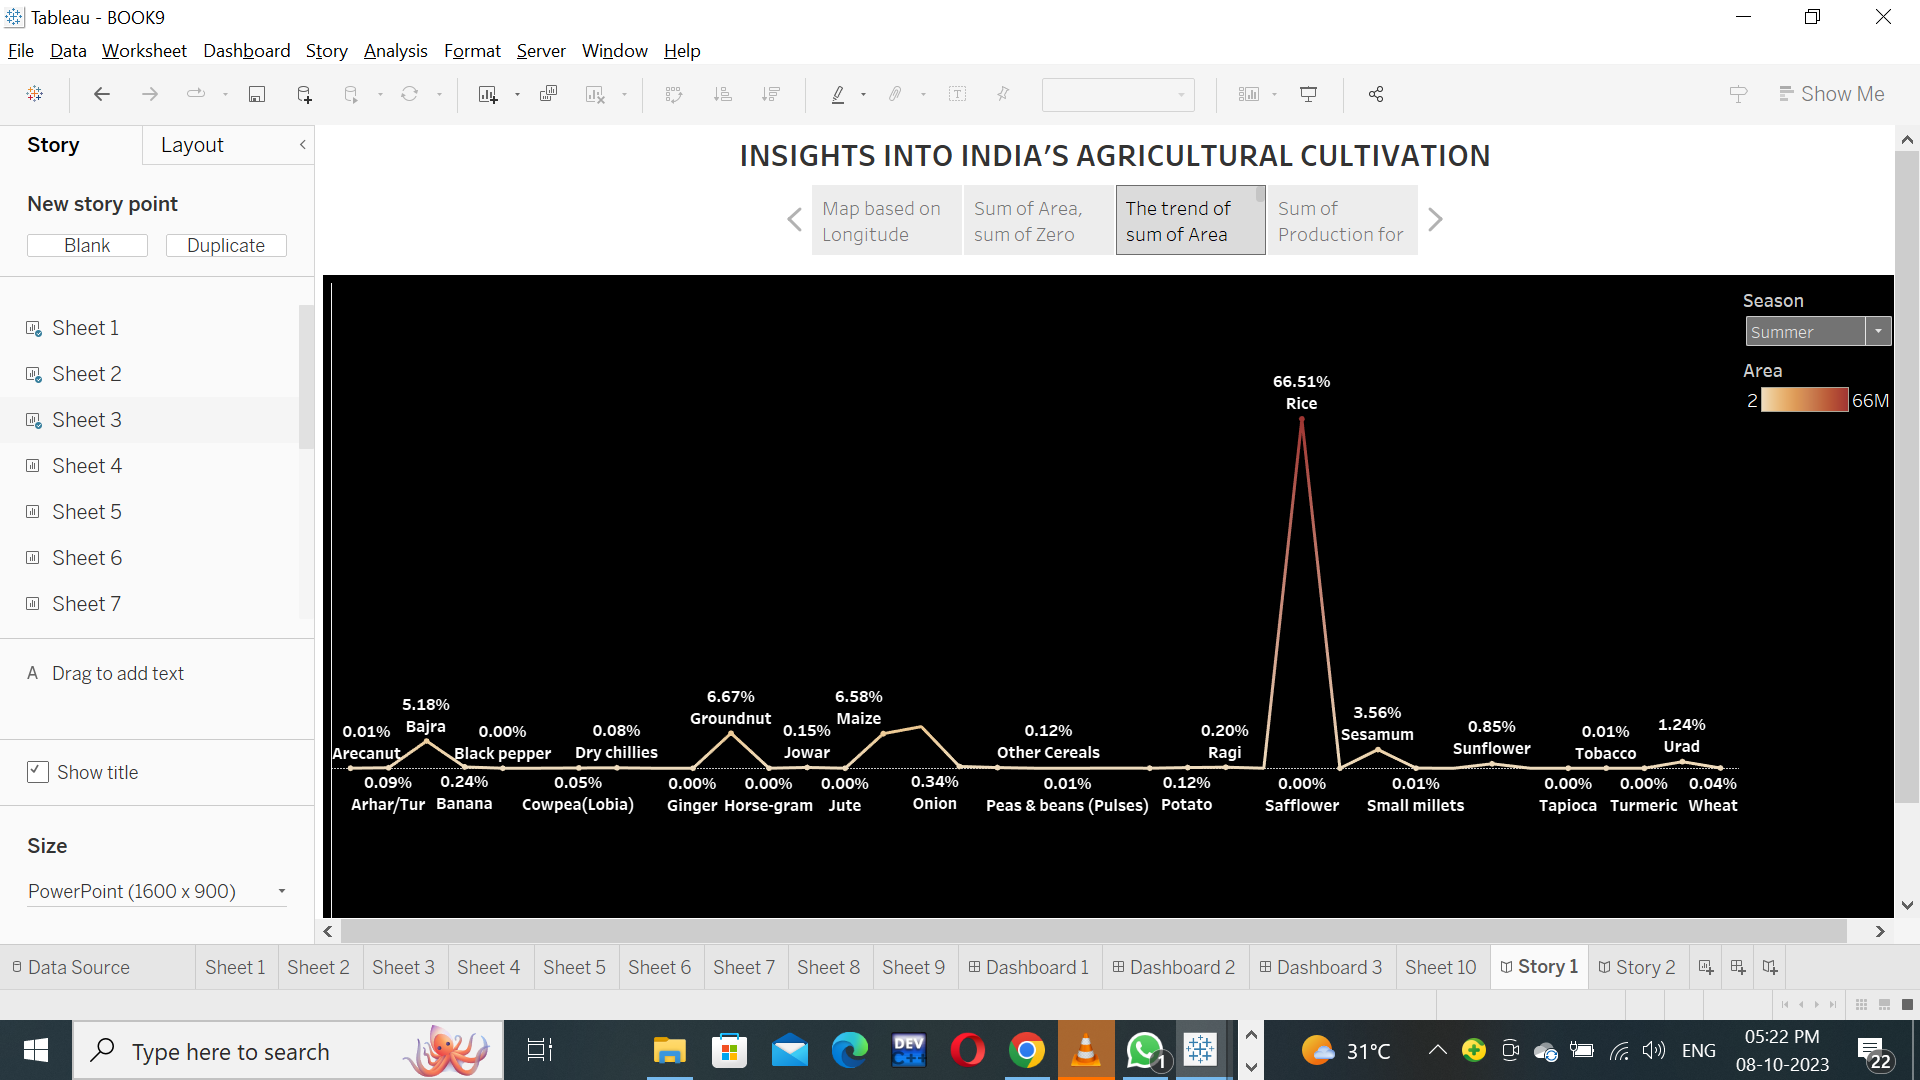 Tableau - BOOK9
File Data Worksheet Dashboard Story Analysis Format Server Window Help
Show Me
Story Layout
New story point
Blank Duplicate
Sheet 1
Sheet 2
Sheet 3
Sheet 4
Sheet 5
Sheet 6
Sheet 7
A Drag to add text
Show title
Size
PowerPoint (1600 x 900)
INSIGHTS INTO INDIA'S AGRICULTURAL CULTIVATION
Map based on
Longitude
Sum of Area,
sum of Zero
The trend of
sum of Area
Sum of
Production for
Season
Summer
Area
2 66M
66.51%
Rice
0.01%
Arecanut
5.18%
Bajra
0.00%
Black pepper
0.08%
Dry chillies
6.67%
Groundnut
0.15%
Jowar
6.58%
Maize
0.12%
Other Cereals
0.20%
Ragi
3.56%
Sesamum
0.85%
Sunflower
0.01%
Tobacco
1.24%
Urad
0.09%
Arhar/Tur
0.24%
Banana
0.05%
Cowpea(Lobia)
0.00%
Ginger
0.00%
Horse-gram
0.00%
Jute
0.34%
Onion
0.01%
Peas & beans (Pulses)
0.12%
Potato
0.00%
Safflower
0.01%
Small millets
0.00%
Tapioca
0.00%
Turmeric
0.04%
Wheat
Data Source Sheet 1 Sheet 2 Sheet 3 Sheet 4 Sheet 5 Sheet 6 Sheet 7 Sheet 8 Sheet 9 Dashboard 1 Dashboard 2 Dashboard 3 Sheet 10 Story 1 Story 2
Type here to search
DEV
C++
1
31°C
ENG
05:22 PM
08-10-2023
22